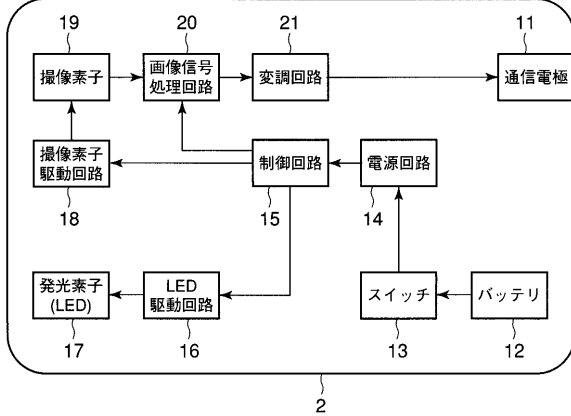 19
20
21
11
撮像素子
画像信号
処理回路
変調回路
通信電極
撮像素子
駆動回路
制御回路
電源回路
18
15
14
発光素子
(LED)
LED
駆動回路
スイッチ
バッテリ
17
16
13
12
2